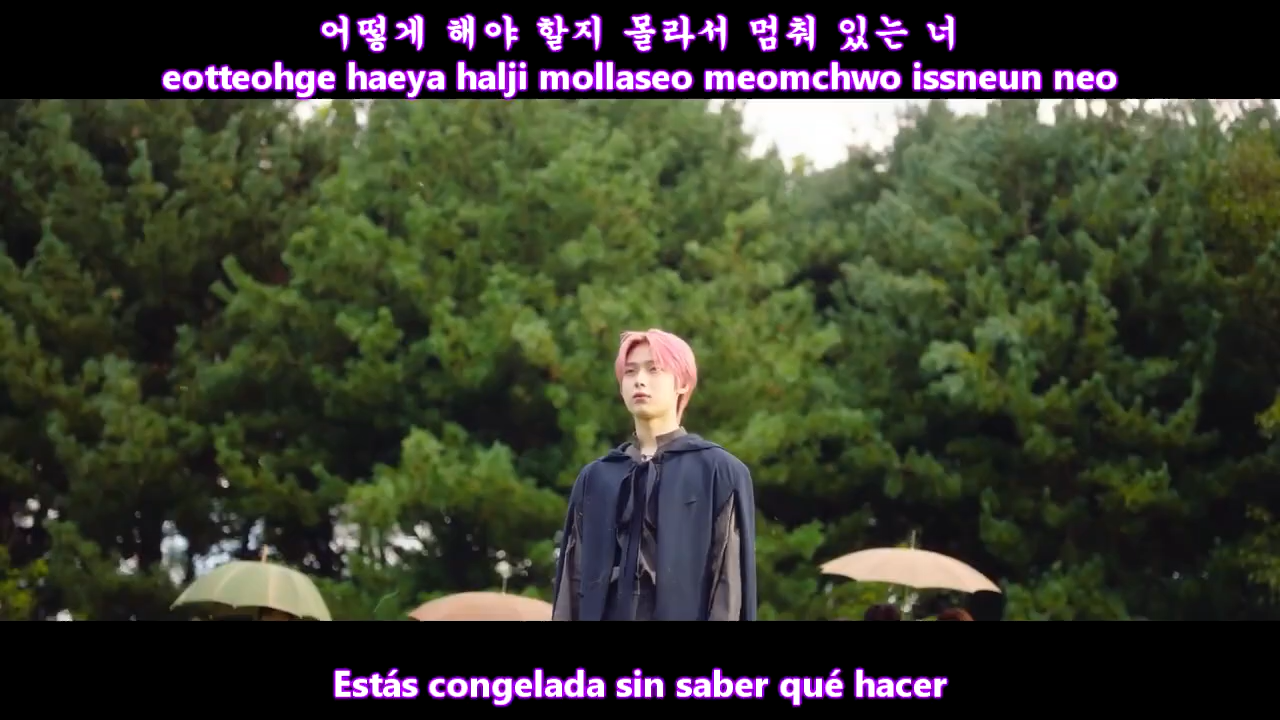 어떻게 해야 할지 몰라서 멈춰 있는 너
eotteohge haeya halji mollaseo meomchwo issneun neo
Estás congelada sin saber qué hacer